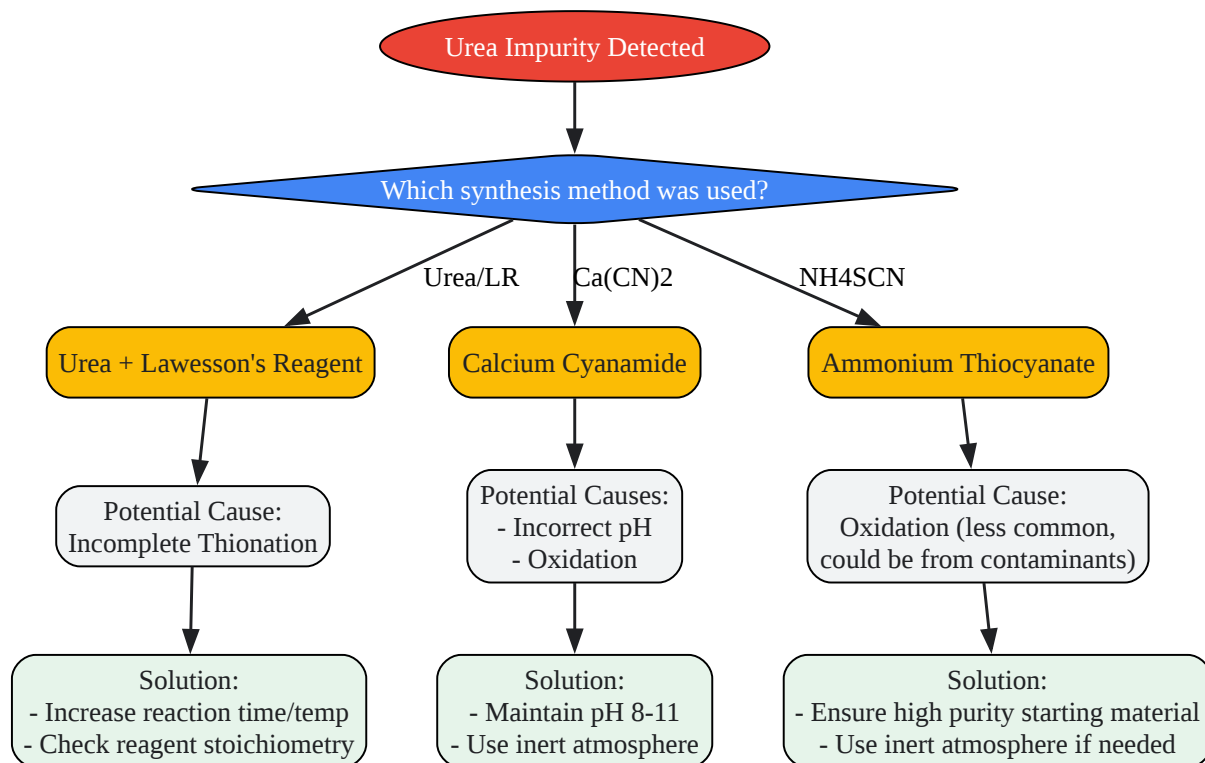 Urea Impurity Detected
Which synthesis method was used?
Urea/LR
Ca(CN)2
NH4SCN
Urea + Lawesson's Reagent
Calcium Cyanamide
Ammonium Thiocyanate
Potential Cause:
Incomplete Thionation
Potential Causes:
- Incorrect pH
- Oxidation
Potential Cause:
Oxidation (less common,
could be from contaminants)
Solution:
- Increase reaction time/temp
- Check reagent stoichiometry
Solution:
- Maintain pH 8-11
- Use inert atmosphere
Solution:
- Ensure high purity starting material
- Use inert atmosphere if needed